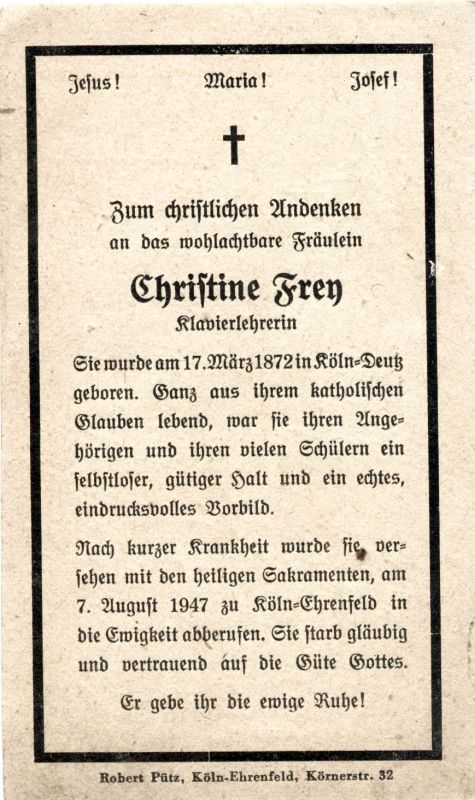 Jesus! Maria! Josef!
Zum christlichen Andenken
an das wohlachtbare Fräulein
Christine Frey
Klavierlehrerin
Sie wurde am 17. März 1872 in Köln-Deutz
geboren. Ganz aus ihrem katholischen
Glauben lebend, war sie ihren Ange-
hörigen und ihren vielen Schülern ein
selbstloser, gütiger Halt und ein echtes,
eindrucksvolles Vorbild.
Nach kurzer Krankheit wurde sie, ver-
sehen mit den heiligen Sakramenten, am
7. August 1947 zu Köln-Ehrenfeld in
die Ewigkeit abberufen. Sie starb gläubig
und vertrauend auf die Güte Gottes.
Er gebe ihr die ewige Ruhe!
Robert Pütz, Köln-Ehrenfeld, Körnerstr. 32